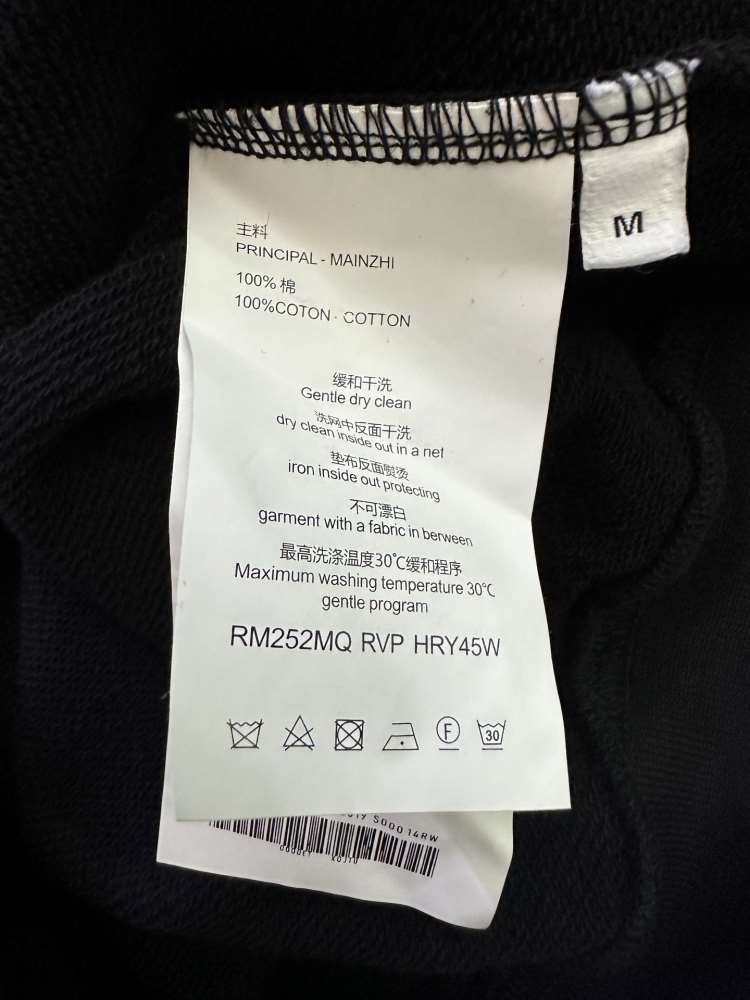 M
主料
PRINCIPAL - MAINZHI
100% 棉
100%COTON - COTTON
缓和干洗
Gentle dry clean
洗网中反面干洗
dry clean inside out in a net
垫布反面熨烫
iron inside out protecting
不可漂白
garment with a fabric in berween
最高洗涤温度30℃缓和程序
Maximum washing temperature 30℃
gentle program
RM252MQ RVP HRY45W
F
30
S00014RW